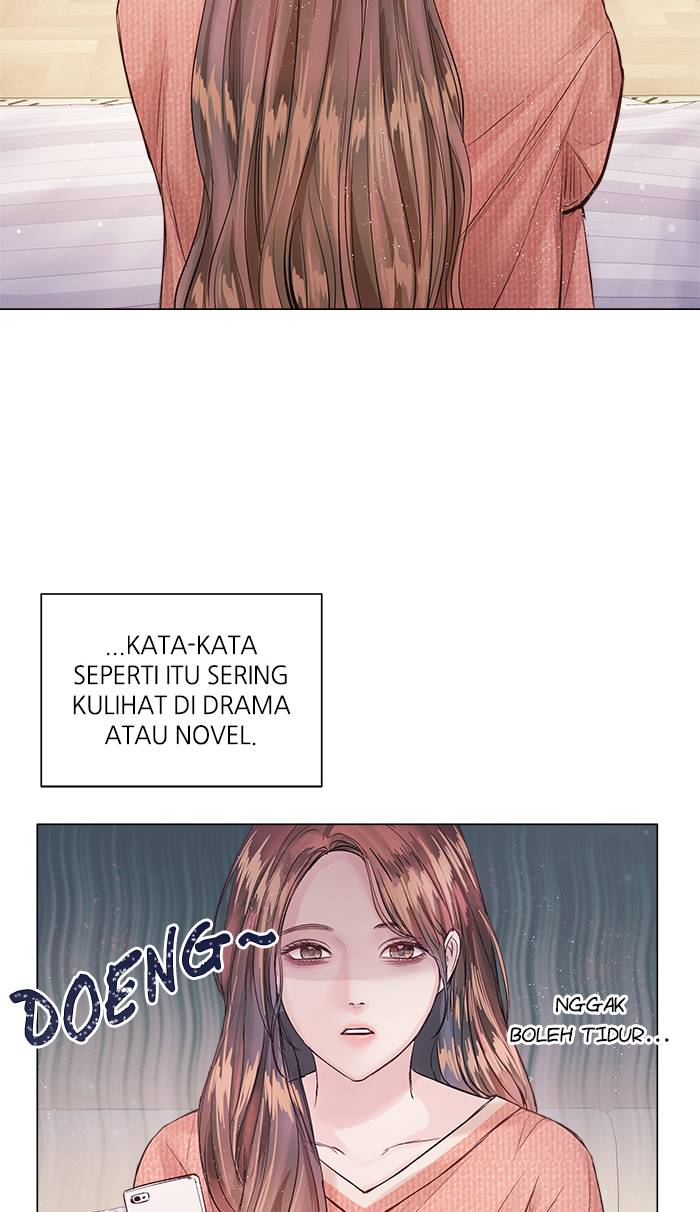 ...KATA-KATA
SEPERTI ITU SERING
KULIHAT DI DRAMA
ATAU NOVEL.
DOENG~
NGGAK
BOLEH TIDUR...